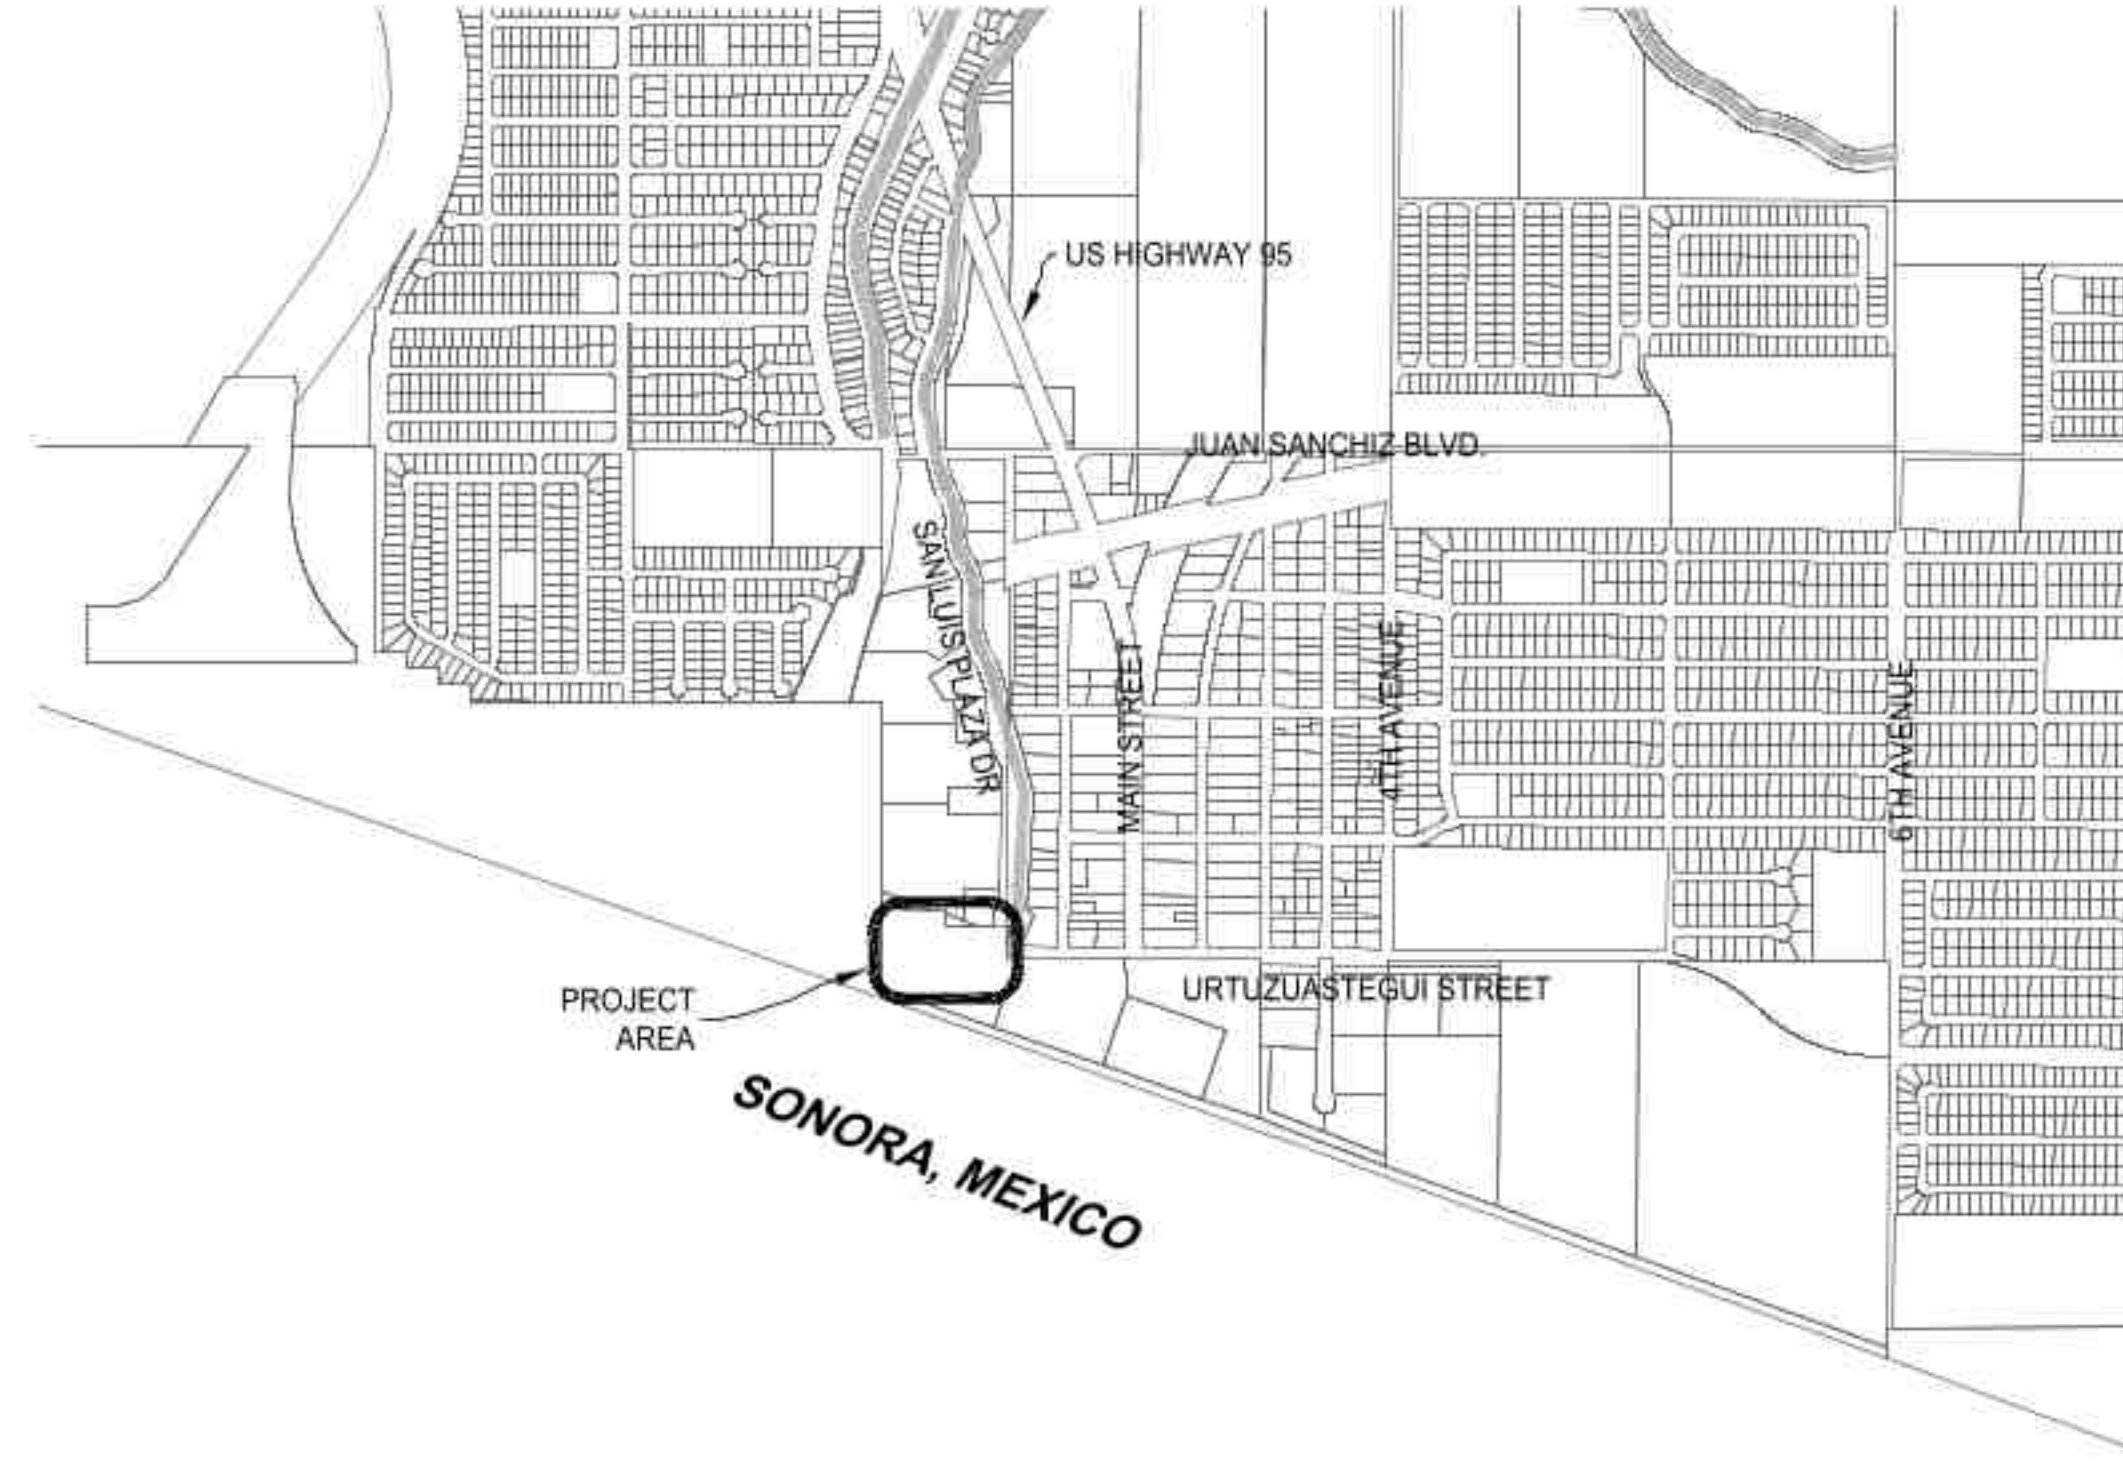 US HIGHWAY 95
JUAN SANCHIZ BLVD.
SAN LUIS PLAZA DR
MAIN STREET
4TH AVENUE
6TH AVENUE
URTUZUASTEGUI STREET
PROJECT
AREA
SONORA, MEXICO